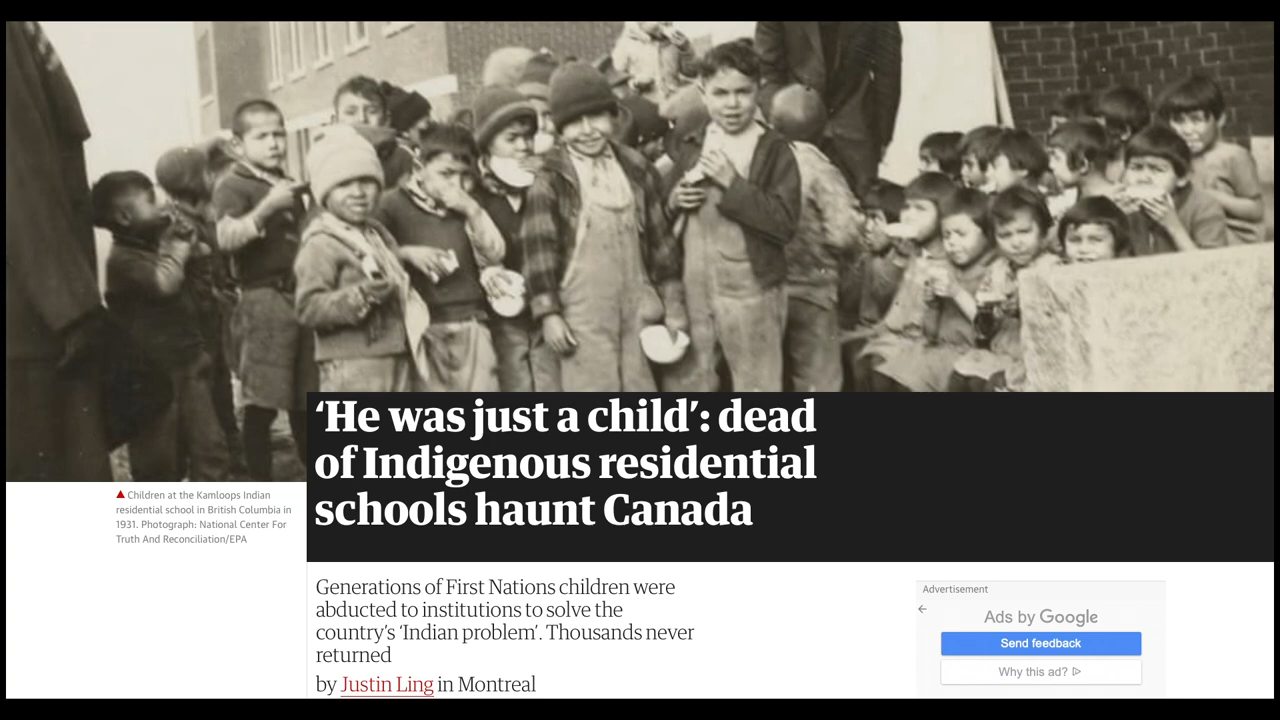 ‘He was just a child’: dead
of Indigenous residential
schools haunt Canada
Children at the Kamloops Indian
residential school in British Columbia in
1931. Photograph: National Center For
Truth And Reconciliation/EPA
Generations of First Nations children were
abducted to institutions to solve the
country’s ‘Indian problem’. Thousands never
returned
by Justin Ling in Montreal
Advertisement
Ads by Google
Send feedback
Why this ad?